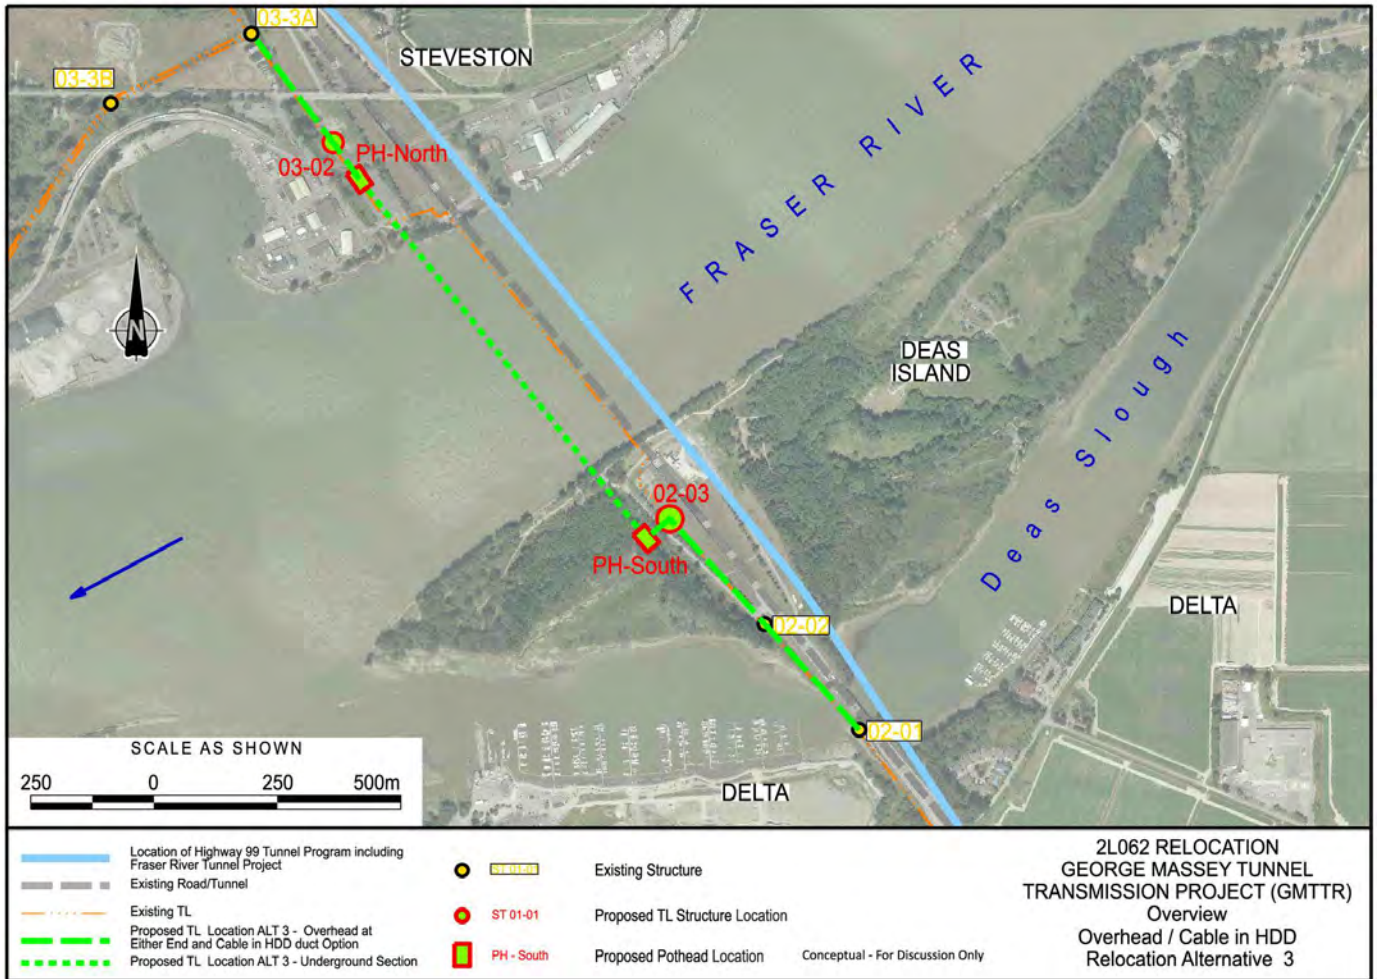 03-3A
STEVESTON
03-3B
PH-North
03-02
FRASER RIVER
DEAS
ISLAND
Deas Slough
02-03
PH-South
DELTA
02-02
02-01
DELTA
N
SCALE AS SHOWN
250 0 250 500m
Location of Highway 99 Tunnel Program including
Fraser River Tunnel Project
Existing Road/Tunnel
Existing TL
Proposed TL Location ALT 3 - Overhead at
Either End and Cable in HDD duct Option
Proposed TL Location ALT 3 - Underground Section
ST 01-01 Existing Structure
ST 01-01 Proposed TL Structure Location
PH - South Proposed Pothead Location
Conceptual - For Discussion Only
2L062 RELOCATION
GEORGE MASSEY TUNNEL
TRANSMISSION PROJECT (GMTTR)
Overview
Overhead / Cable in HDD
Relocation Alternative 3